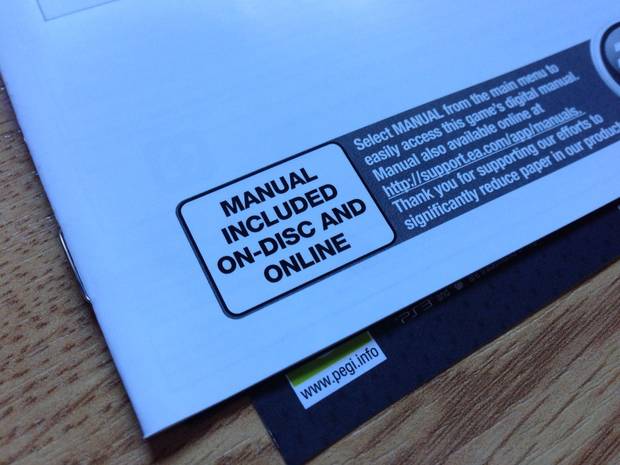 MANUAL
INCLUDED
ON-DISC AND
ONLINE
Select MANUAL from the main menu to
easily access this game's digital manual.
Manual also available online at
http://support.ea.com/app/manuals.
Thank you for supporting our efforts to
significantly reduce paper in our product
PS3
www.pegi.info